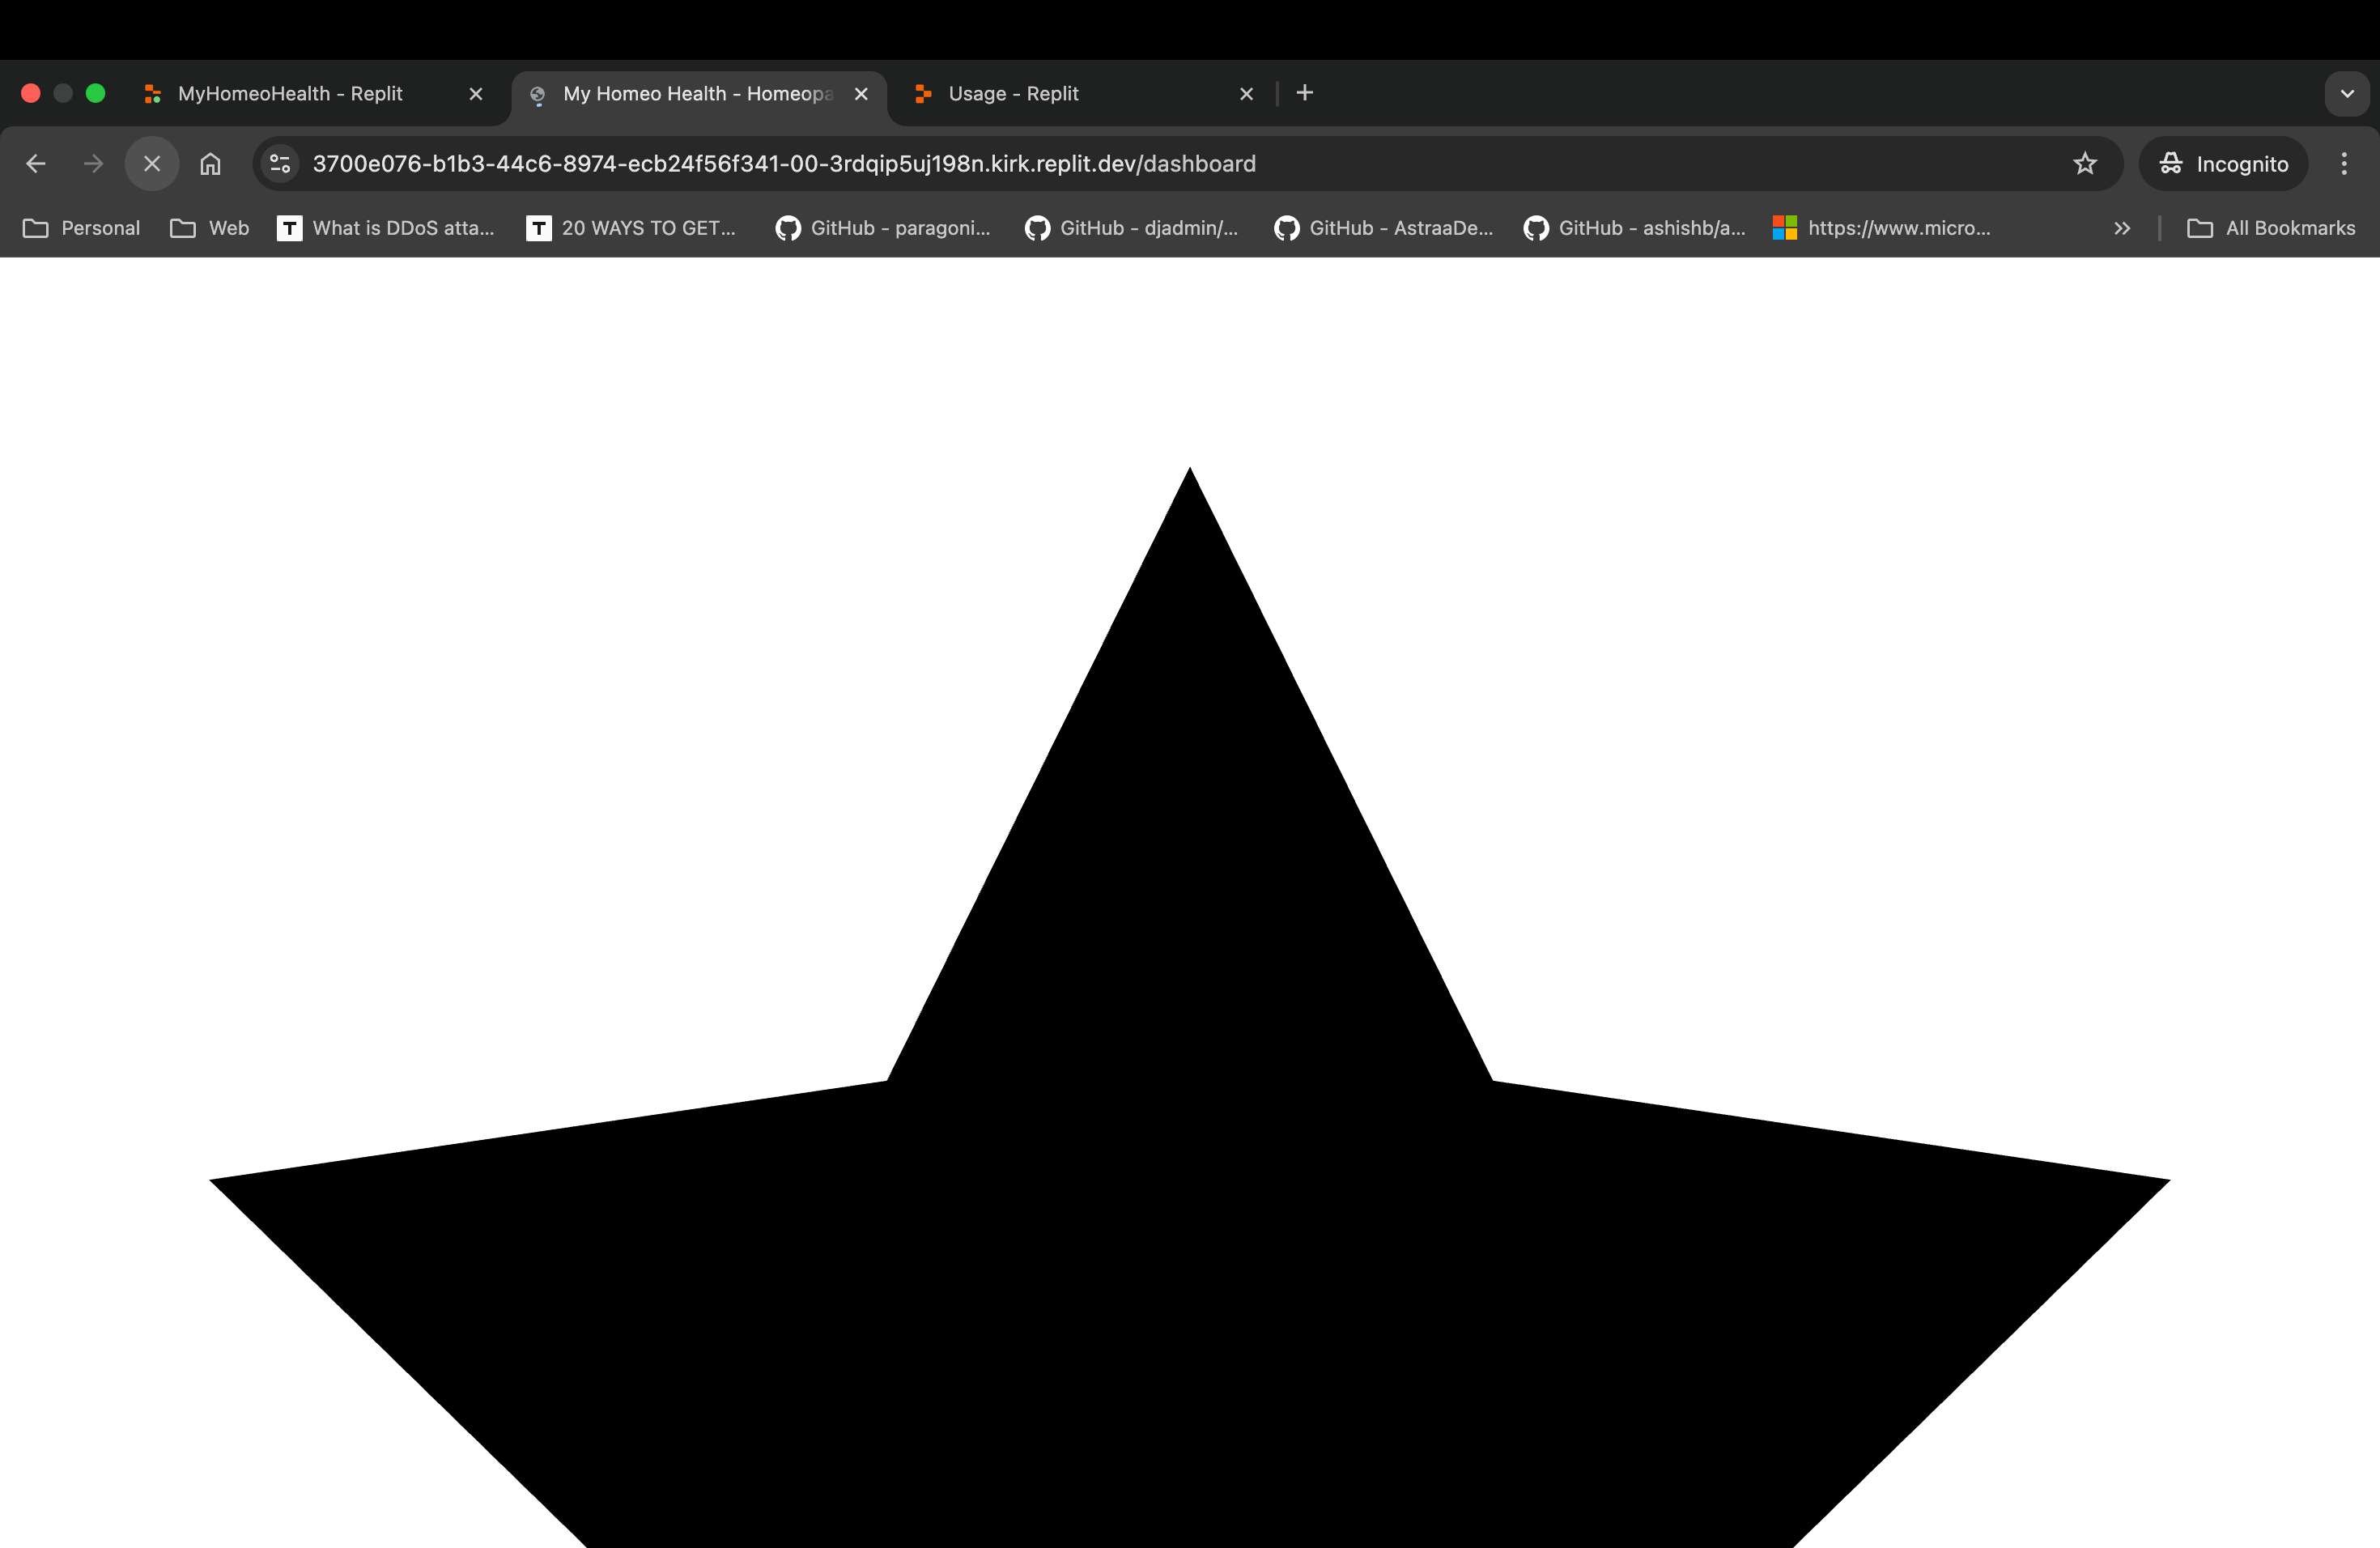 MyHomeoHealth - Replit
My Homeo Health - Homeopa
Usage - Replit
3700e076-b1b3-44c6-8974-ecb24f56f341-00-3rdqip5uj198n.kirk.replit.dev/dashboard
Incognito
Personal
Web
T
What is DDoS atta...
T
20 WAYS TO GET...
GitHub - paragoni...
GitHub - djadmin/...
GitHub - AstraaDe...
GitHub - ashishb/a...
https://www.micro...
All Bookmarks